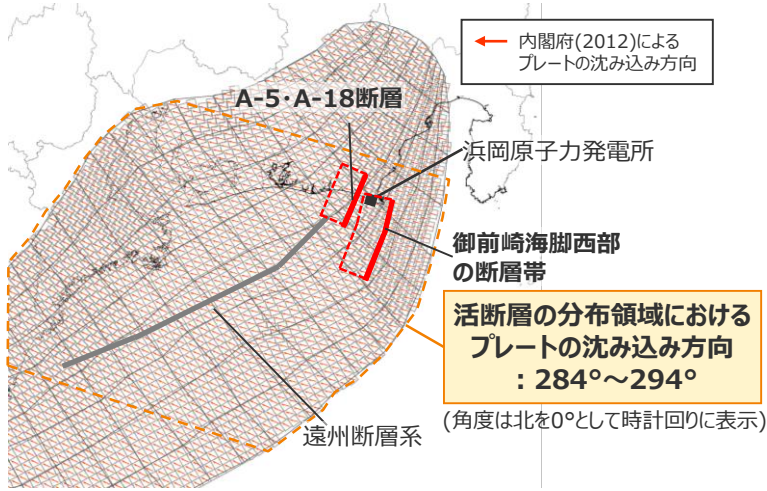 内閣府(2012)による
プレートの沈み込み方向
A-5・A-18断層
浜岡原子力発電所
御前崎海脚西部
の断層帯
活断層の分布領域における
プレートの沈み込み方向
：284°～294°
(角度は北を0°として時計回りに表示)
遠州断層系